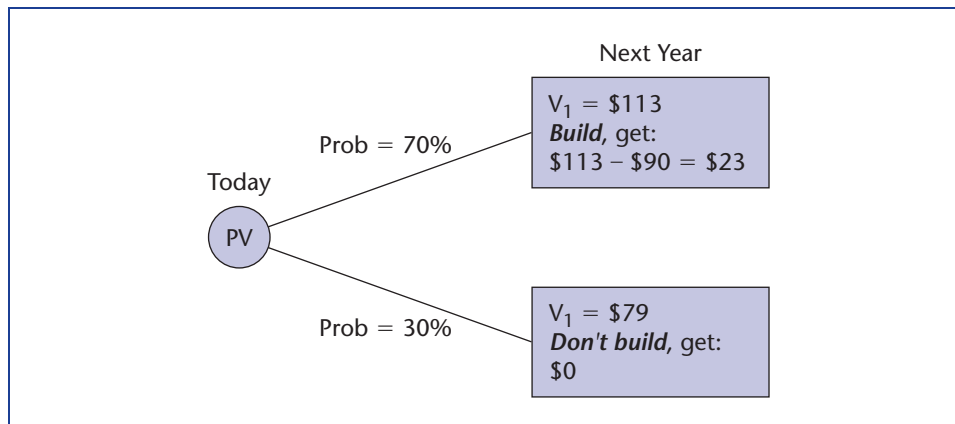 Next Year
V₁ = $113
Build, get:
$113 – $90 = $23
Prob = 70%
Today
PV
Prob = 30%
V₁ = $79
Don't build, get:
$0